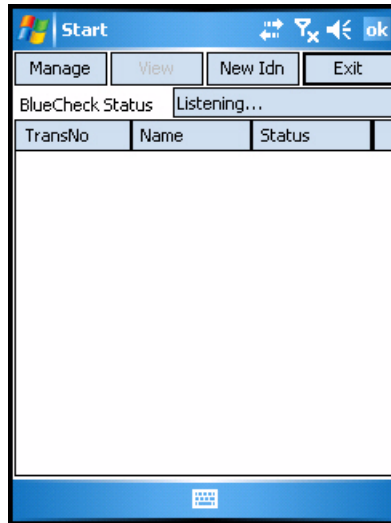 Start ok
Manage View New Idn Exit
BlueCheck Status Listening...
TransNo Name Status